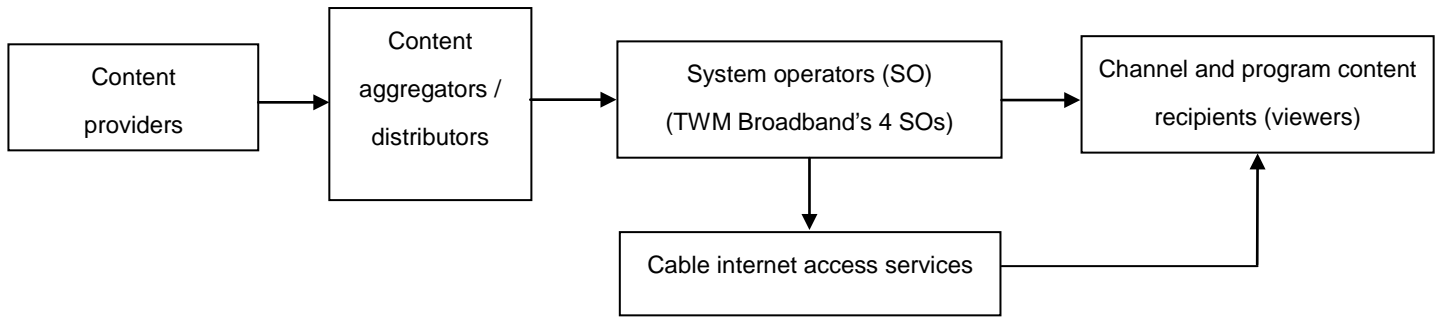 Content
providers
Content
aggregators /
distributors
System operators (SO)
(TWM Broadband’s 4 SOs)
Channel and program content
recipients (viewers)
Cable internet access services